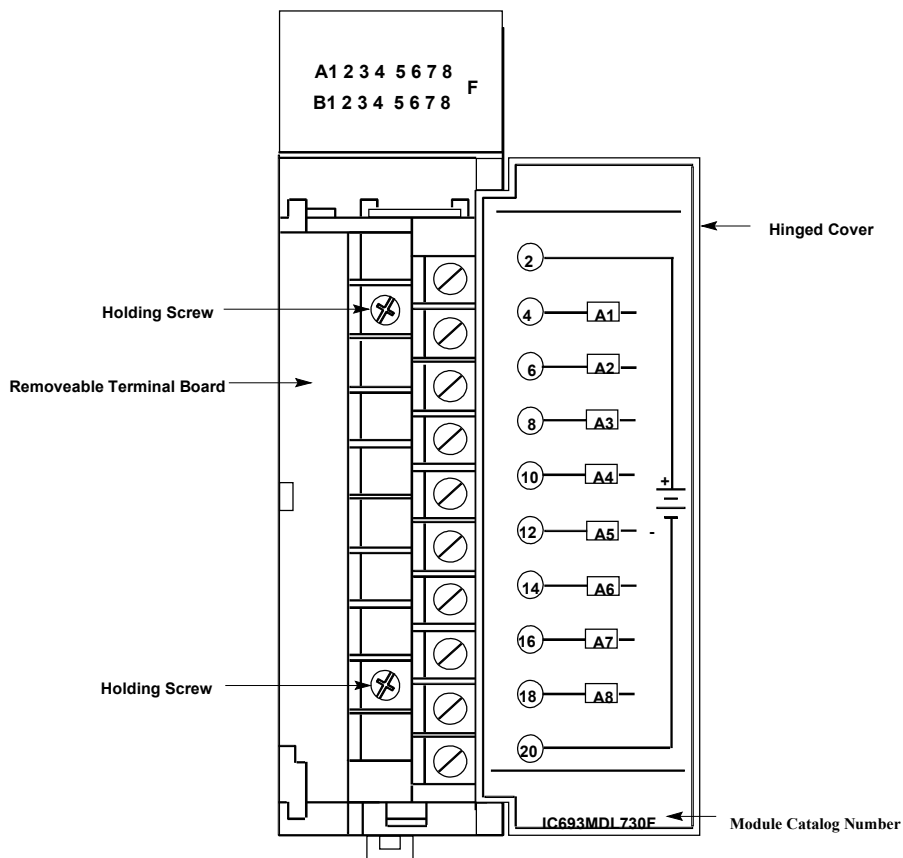 A1 2 3 4 5 6 7 8
F
B1 2 3 4 5 6 7 8
Hinged Cover
2
Holding Screw
4 A1
6 A2
Removeable Terminal Board
8 A3
10 A4
+
12 A5 -
14 A6
16 A7
Holding Screw
18 A8
20
IC693MDL730F
Module Catalog Number